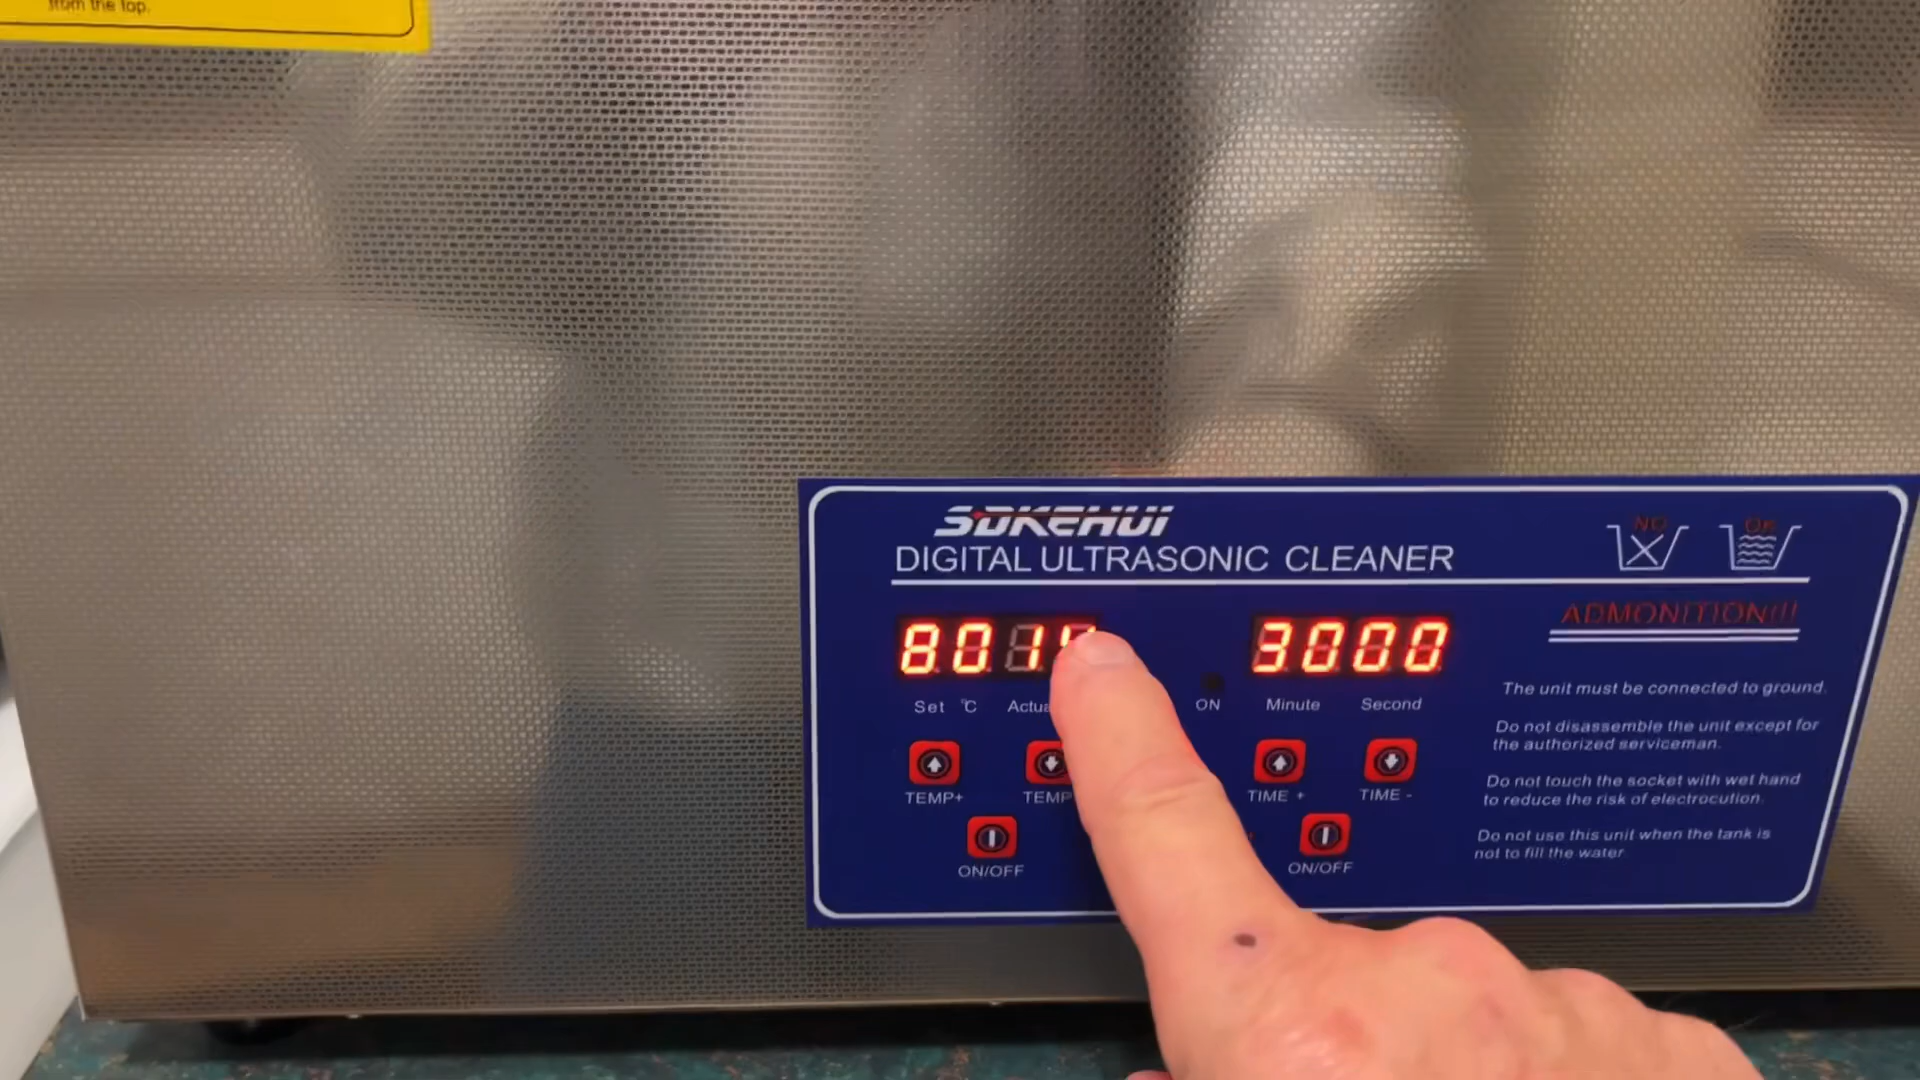 from the top.
SOKEHUI
DIGITAL ULTRASONIC CLEANER
NO OK
801
3000
ADMONITION!!!
Set °C
ON
Minute Second
The unit must be connected to ground.
Do not disassemble the unit except for
the authorized serviceman.
Do not touch the socket with wet hand
to reduce the risk of electrocution.
Do not use this unit when the tank is
not to fill the water
TEMP+
TEMP
TIME +
TIME -
ON/OFF
ON/OFF